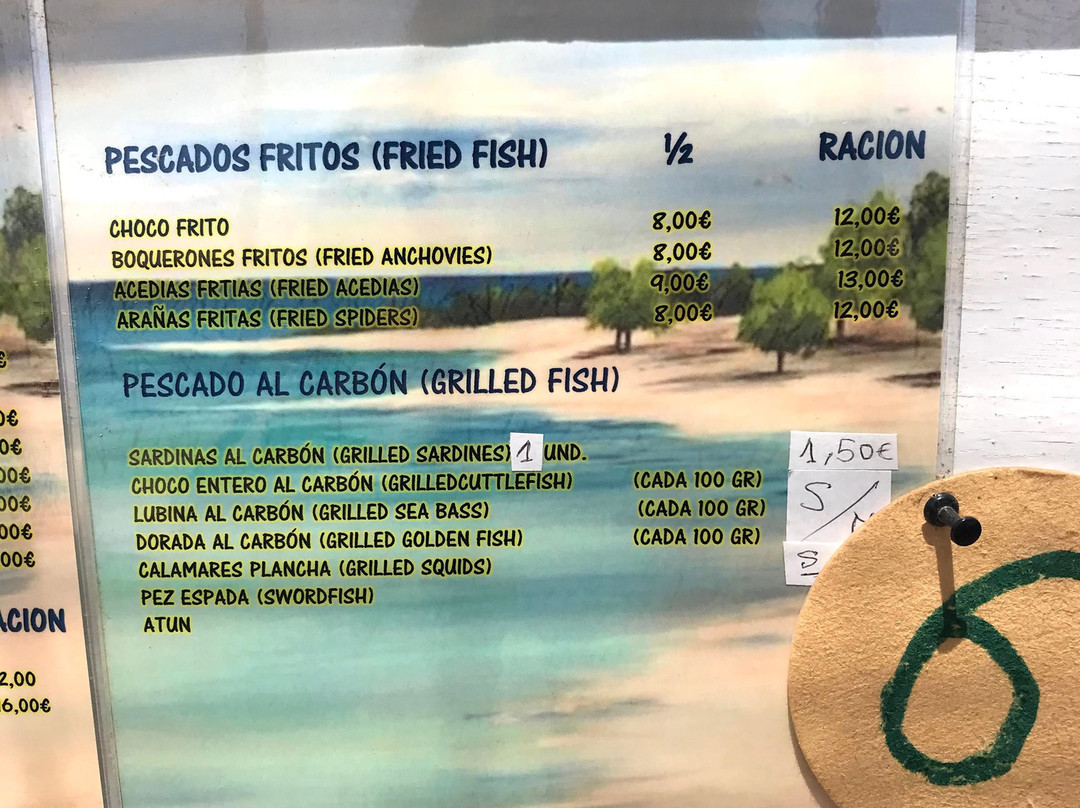 PESCADOS FRITOS (FRIED FISH) ½ RACION
CHOCO FRITO 8,00€ 12,00€
BOQUERONES FRITOS (FRIED ANCHOVIES) 8,00€ 12,00€
ACEDIAS FRTIAS (FRIED ACEDIAS) 9,00€ 13,00€
ARAÑAS FRITAS (FRIED SPIDERS) 8,00€ 12,00€
PESCADO AL CARBÓN (GRILLED FISH)
SARDINAS AL CARBÓN (GRILLED SARDINES) 1 UND. 1,50€
CHOCO ENTERO AL CARBÓN (GRILLEDCUTTLEFISH) (CADA 100 GR) S/
LUBINA AL CARBÓN (GRILLED SEA BASS) (CADA 100 GR)
DORADA AL CARBÓN (GRILLED GOLDEN FISH) (CADA 100 GR)
CALAMARES PLANCHA (GRILLED SQUIDS) S
PEZ ESPADA (SWORDFISH)
ATUN
2,00
16,00€
6